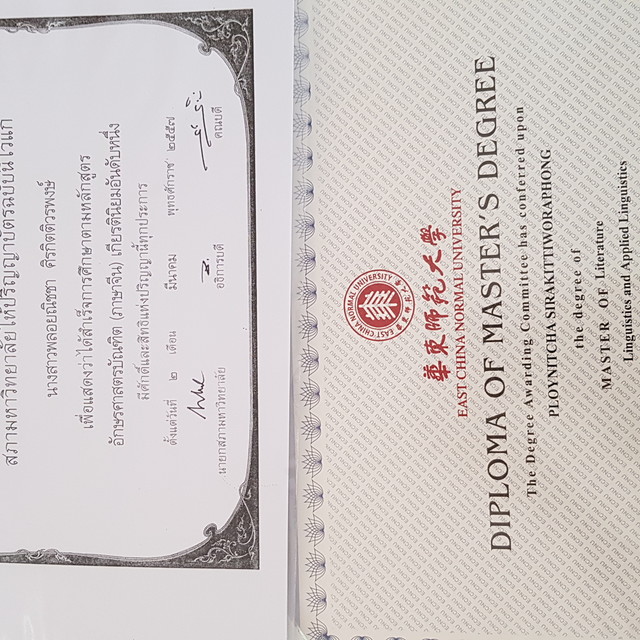 สภามหาวิทยาลัยให้ปริญญาบัตรฉบับนี้ไว้แก่
นางสาวพลอยณิชชา ศิรกิตติวรพงษ์
เพื่อแสดงว่าได้สำเร็จการศึกษาตามหลักสูตร
อักษรศาสตรบัณฑิต (ภาษาจีน) เกียรตินิยมอันดับหนึ่ง
มีศักดิ์และสิทธิแห่งปริญญานี้ทุกประการ
ตั้งแต่วันที่ ๒ เดือน มีนาคม พุทธศักราช ๒๕๕๗
นายกสภามหาวิทยาลัย อธิการบดี คณบดี
EAST CHINA NORMAL UNIVERSITY
華東师范大学
EAST CHINA NORMAL UNIVERSITY
DIPLOMA OF MASTER'S DEGREE
The Degree Awarding Committee has conferred upon
PLOYNITCHA SIRAKITTIWORAPHONG
the degree of
MASTER OF Literature
Linguistics and Applied Linguistics